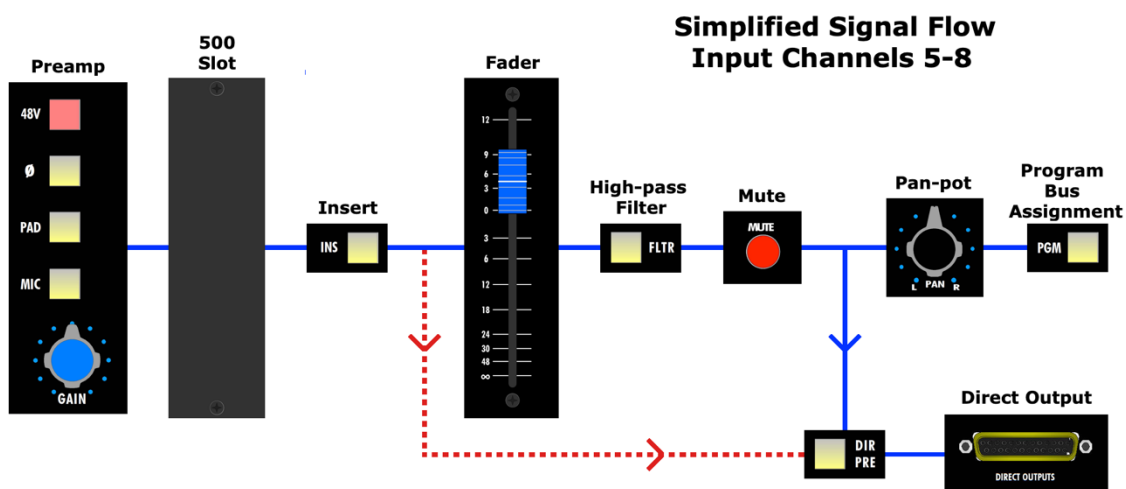 Simplified Signal Flow
Input Channels 5-8
Preamp
500
Slot
Insert
Fader
High-pass
Filter
Mute
Pan-pot
Program
Bus
Assignment
48V
Ø
PAD
MIC
GAIN
INS
12
9
6
3
0
3
6
12
18
24
30
48
∞
FLTR
MUTE
L PAN R
PGM
DIR
PRE
Direct Output
DIRECT OUTPUTS